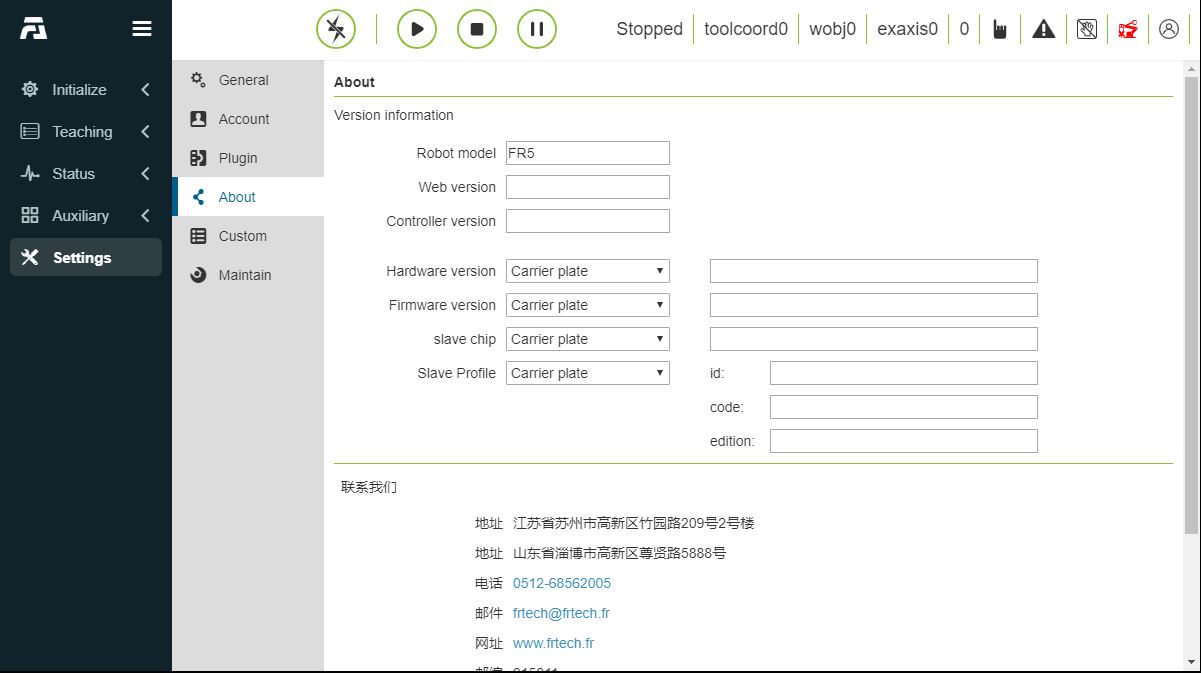 Stopped toolcoord0 wobj0 exaxis0 0
Initialize
Teaching
Status
Auxiliary
Settings
General
Account
Plugin
About
Custom
Maintain
About
Version information
Robot model FR5
Web version
Controller version
Hardware version Carrier plate
Firmware version Carrier plate
slave chip Carrier plate
Slave Profile Carrier plate id:
code:
edition:
联系我们
地址 江苏省苏州市高新区竹园路209号2号楼
地址 山东省淄博市高新区尊贤路5888号
电话 0512-68562005
邮件 frtech@frtech.fr
网址 www.frtech.fr